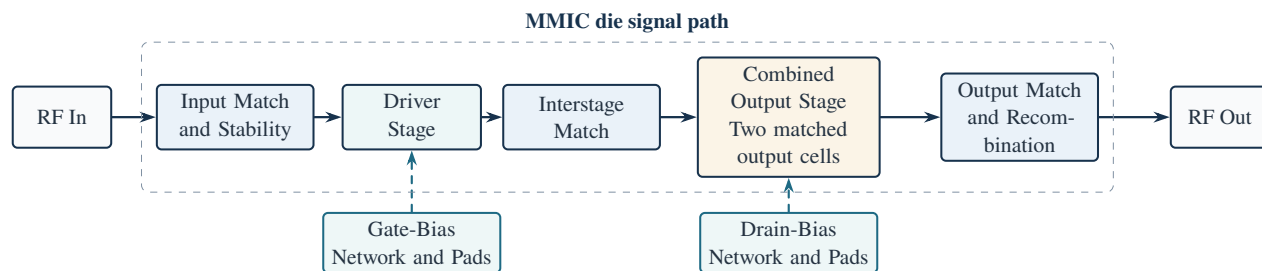 MMIC die signal path
RF In
Input Match
and Stability
Driver
Stage
Interstage
Match
Combined
Output Stage
Two matched
output cells
Output Match
and Recom-
bination
RF Out
Gate-Bias
Network and Pads
Drain-Bias
Network and Pads